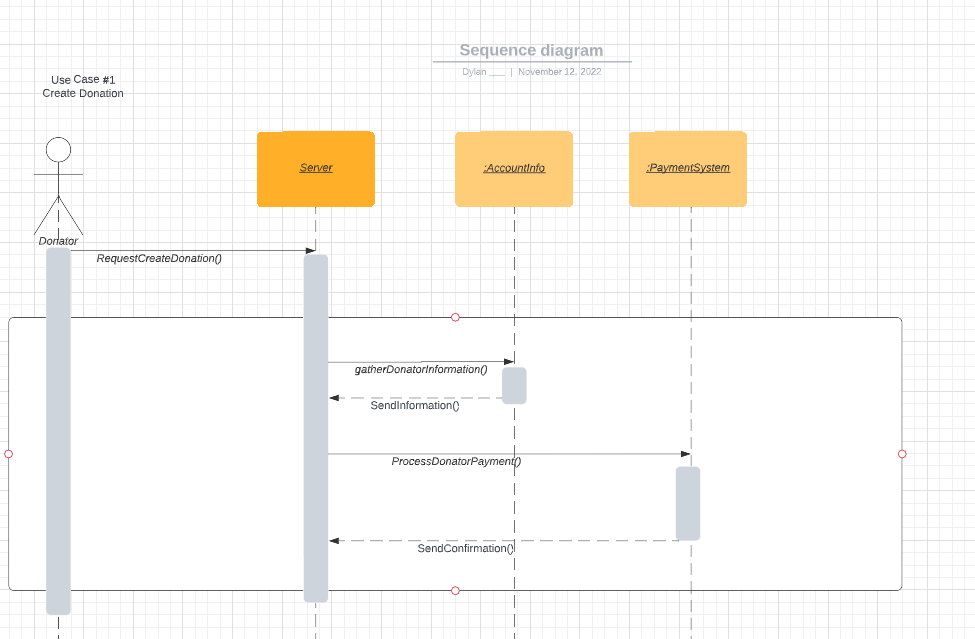 Sequence diagram
Dylan ___ | November 12, 2022
Use Case #1
Create Donation
Server
:AccountInfo
:PaymentSystem
Donator
RequestCreateDonation()
gatherDonatorInformation()
SendInformation()
ProcessDonatorPayment()
SendConfirmation()